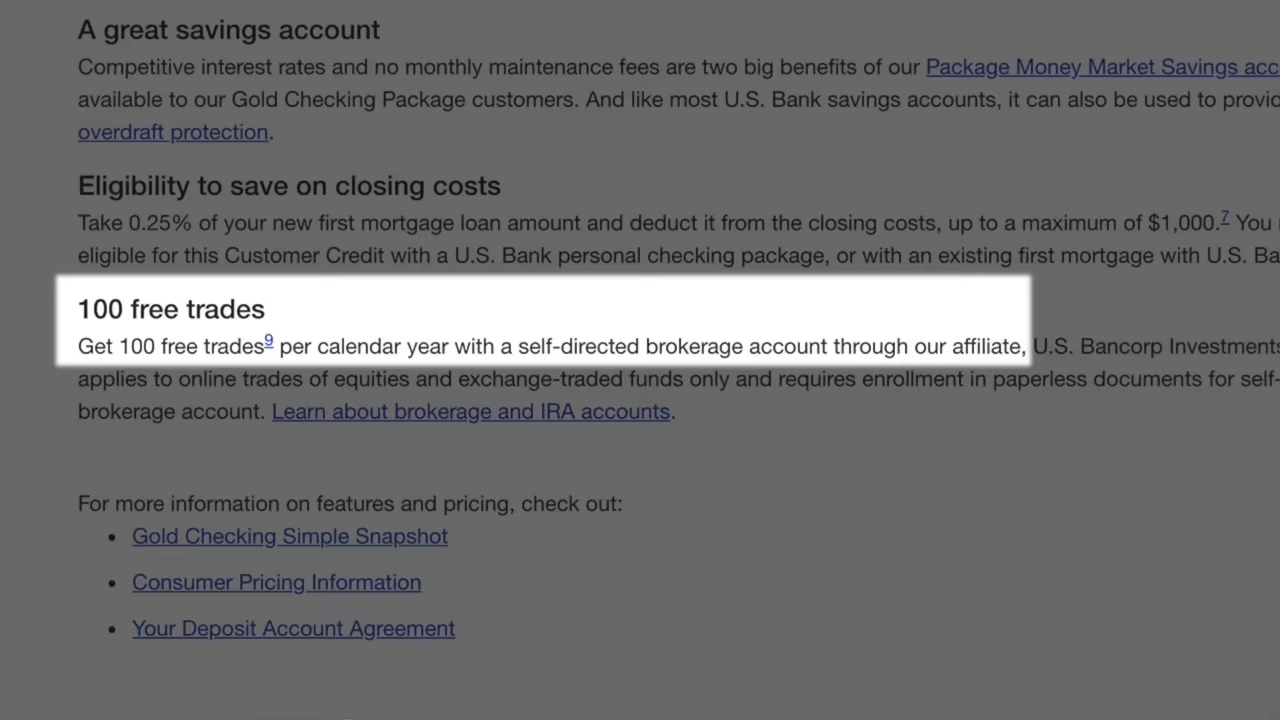 A great savings account
Competitive interest rates and no monthly maintenance fees are two big benefits of our Package Money Market Savings acc
available to our Gold Checking Package customers. And like most U.S. Bank savings accounts, it can also be used to provid
overdraft protection.
Eligibility to save on closing costs
Take 0.25% of your new first mortgage loan amount and deduct it from the closing costs, up to a maximum of $1,000.7 You
eligible for this Customer Credit with a U.S. Bank personal checking package, or with an existing first mortgage with U.S. Ba
100 free trades
Get 100 free trades9 per calendar year with a self-directed brokerage account through our affiliate, U.S. Bancorp Investments
applies to online trades of equities and exchange-traded funds only and requires enrollment in paperless documents for self-
brokerage account. Learn about brokerage and IRA accounts.
For more information on features and pricing, check out:
• Gold Checking Simple Snapshot
• Consumer Pricing Information
• Your Deposit Account Agreement